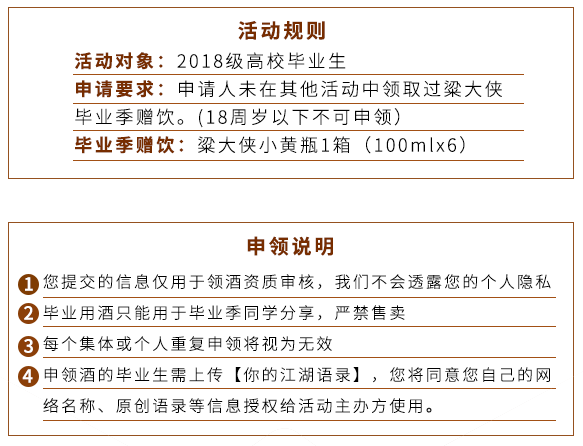 活动规则
活动对象：2018级高校毕业生
申请要求：申请人未在其他活动中领取过粱大侠
毕业季赠饮。(18周岁以下不可申领）
毕业季赠饮：粱大侠小黄瓶1箱（100mlx6）
申领说明
1 您提交的信息仅用于领酒资质审核，我们不会透露您的个人隐私
2 毕业用酒只能用于毕业季同学分享，严禁售卖
3 每个集体或个人重复申领将视为无效
4 申领酒的毕业生需上传【你的江湖语录】，您将同意您自己的网
络名称、原创语录等信息授权给活动主办方使用。